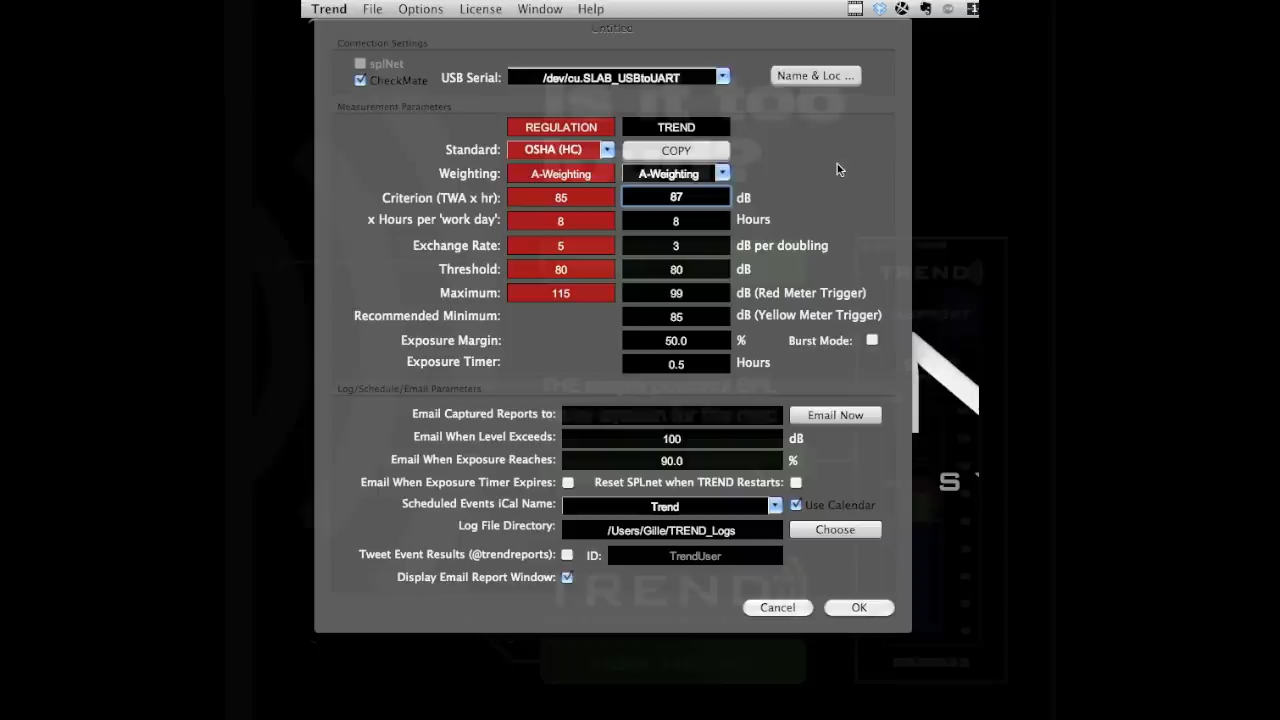 Trend File Options License Window Help
Untitled
Connection Settings
splNet
CheckMate USB Serial: /dev/cu.SLAB_USBtoUART Name & Loc ...
Is it too
Measurement Parameters
REGULATION TREND
Standard: OSHA (HC) COPY
Weighting: A-Weighting A-Weighting
Criterion (TWA x hr): 85 87 dB
x Hours per 'work day': 8 8 Hours
Exchange Rate: 5 3 dB per doubling
Threshold: 80 80 dB
TREND
Maximum: 115 99 dB (Red Meter Trigger)
Recommended Minimum: 85 dB (Yellow Meter Trigger)
Exposure Margin: 50.0 % Burst Mode:
Exposure Timer: 0.5 Hours
Log/Schedule/Email Parameters
Email Captured Reports to: Email Now
Email When Level Exceeds: 100 dB
Email When Exposure Reaches: 90.0 %
Email When Exposure Timer Expires: Reset SPLnet when TREND Restarts:
S
Scheduled Events iCal Name: Trend Use Calendar
Log File Directory: /Users/Gille/TREND_Logs Choose
Tweet Event Results (@trendreports): ID: TrendUser
Display Email Report Window:
TREND
Cancel OK